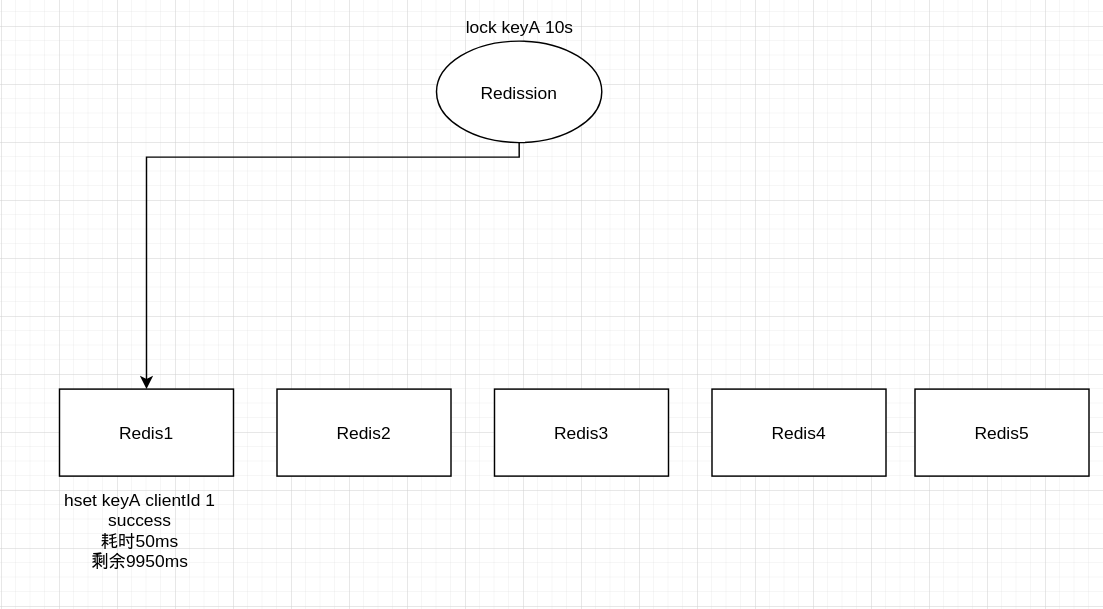 lock keyA 10s
Redission
Redis1
Redis2
Redis3
Redis4
Redis5
hset keyA clientId 1
success
耗时50ms
剩余9950ms